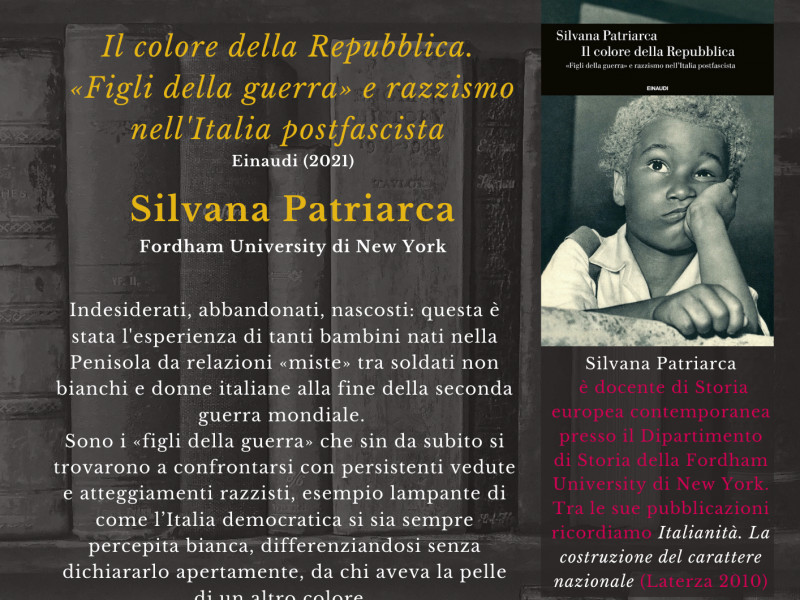 Il colore della Repubblica.
«Figli della guerra» e razzismo
nell'Italia postfascista
Einaudi (2021)
Silvana Patriarca
Fordham University di New York
Indesiderati, abbandonati, nascosti: questa è
stata l'esperienza di tanti bambini nati nella
Penisola da relazioni «miste» tra soldati non
bianchi e donne italiane alla fine della seconda
guerra mondiale.
Sono i «figli della guerra» che sin da subito si
trovarono a confrontarsi con persistenti vedute
e atteggiamenti razzisti, esempio lampante di
come l’Italia democratica si sia sempre
percepita bianca, differenziandosi senza
dichiararlo apertamente, da chi aveva la pelle
di un altro colore
Silvana Patriarca
Il colore della Repubblica
«Figli della guerra» e razzismo nell'Italia postfascista
EINAUDI
Silvana Patriarca
è docente di Storia
europea contemporanea
presso il Dipartimento
di Storia della Fordham
University di New York.
Tra le sue pubblicazioni
ricordiamo Italianità. La
costruzione del carattere
nazionale (Laterza 2010)